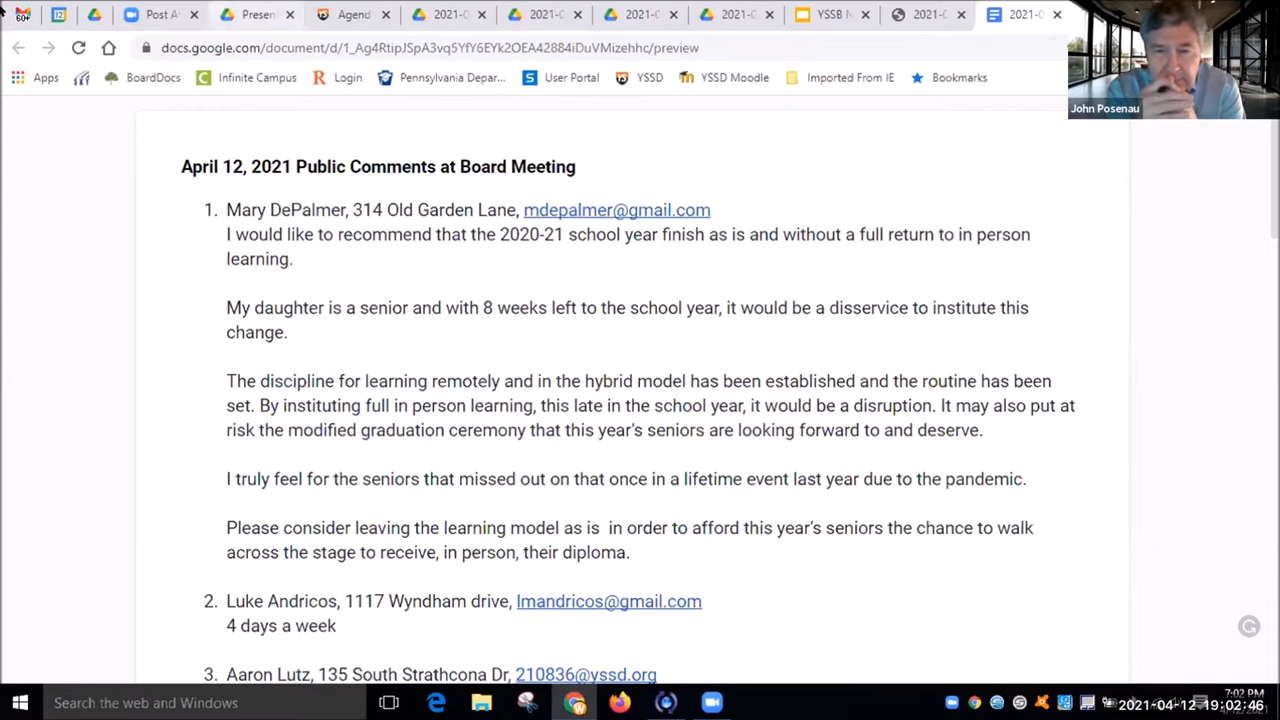 60+
12
Post A
Presen
Agend
2021-0
2021-0
2021-0
2021-0
YSSB N
2021-0
2021-0
docs.google.com/document/d/1_Ag4RtipJSpA3vq5YfY6EYk2OEA42884iDuVMizehhc/preview
Apps
BoardDocs
Infinite Campus
Login
Pennsylvania Depar...
User Portal
YSSD
YSSD Moodle
Imported From IE
Bookmarks
John Posenau
April 12, 2021 Public Comments at Board Meeting
1. Mary DePalmer, 314 Old Garden Lane, mdepalmer@gmail.com
I would like to recommend that the 2020-21 school year finish as is and without a full return to in person
learning.
My daughter is a senior and with 8 weeks left to the school year, it would be a disservice to institute this
change.
The discipline for learning remotely and in the hybrid model has been established and the routine has been
set. By instituting full in person learning, this late in the school year, it would be a disruption. It may also put at
risk the modified graduation ceremony that this year's seniors are looking forward to and deserve.
I truly feel for the seniors that missed out on that once in a lifetime event last year due to the pandemic.
Please consider leaving the learning model as is in order to afford this year's seniors the chance to walk
across the stage to receive, in person, their diploma.
2. Luke Andricos, 1117 Wyndham drive, lmandricos@gmail.com
4 days a week
3. Aaron Lutz, 135 South Strathcona Dr, 210836@yssd.org
Search the web and Windows
7:02 PM
2021-04-12 19:02:46